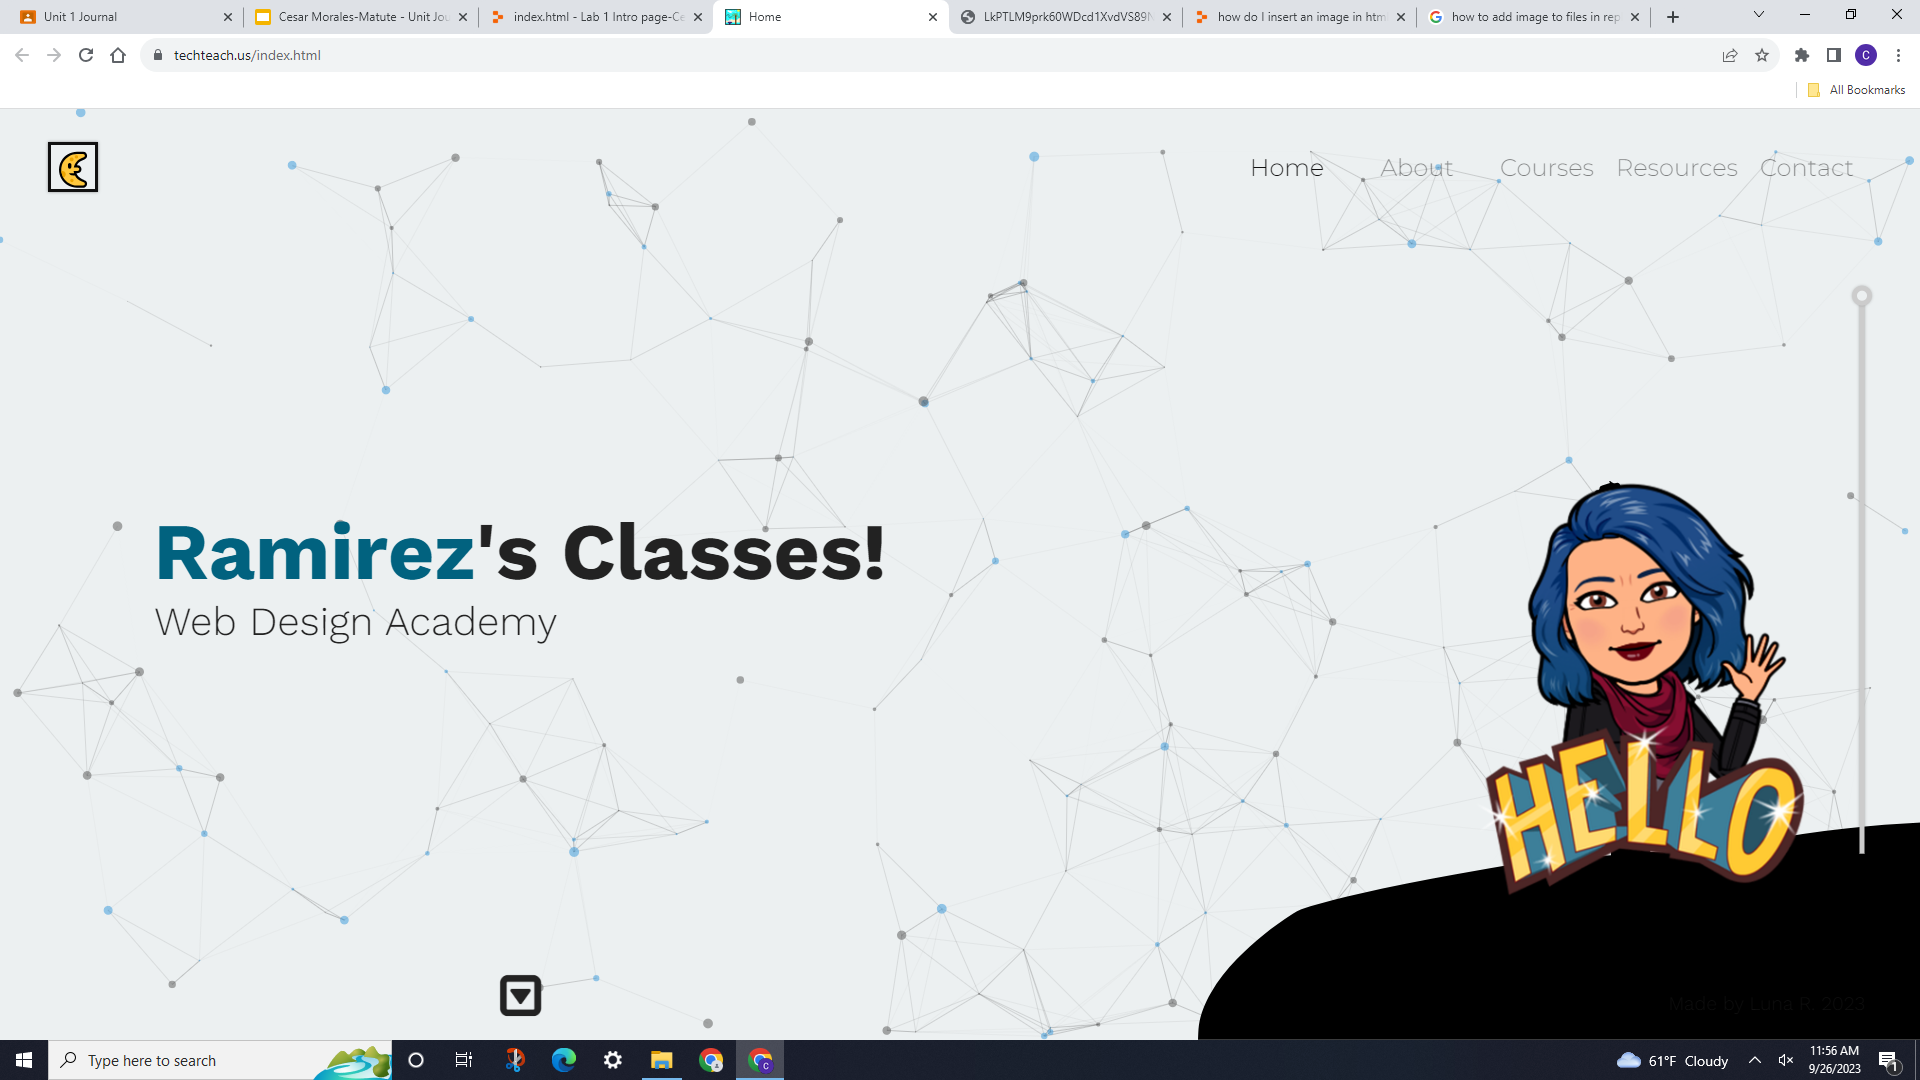 Unit 1 Journal
Cesar Morales-Matute - Unit Jou
index.html - Lab 1 Intro page-Ce
Home
LkPTLM9prk60WDcd1XvdVS89N
how do I insert an image in html
how to add image to files in rep
techteach.us/index.html
C
All Bookmarks
Home About Courses Resources Contact
Ramirez's Classes!
Web Design Academy
HELLO
Made by Luna R. 2023
Type here to search
61°F Cloudy
11:56 AM
9/26/2023
1